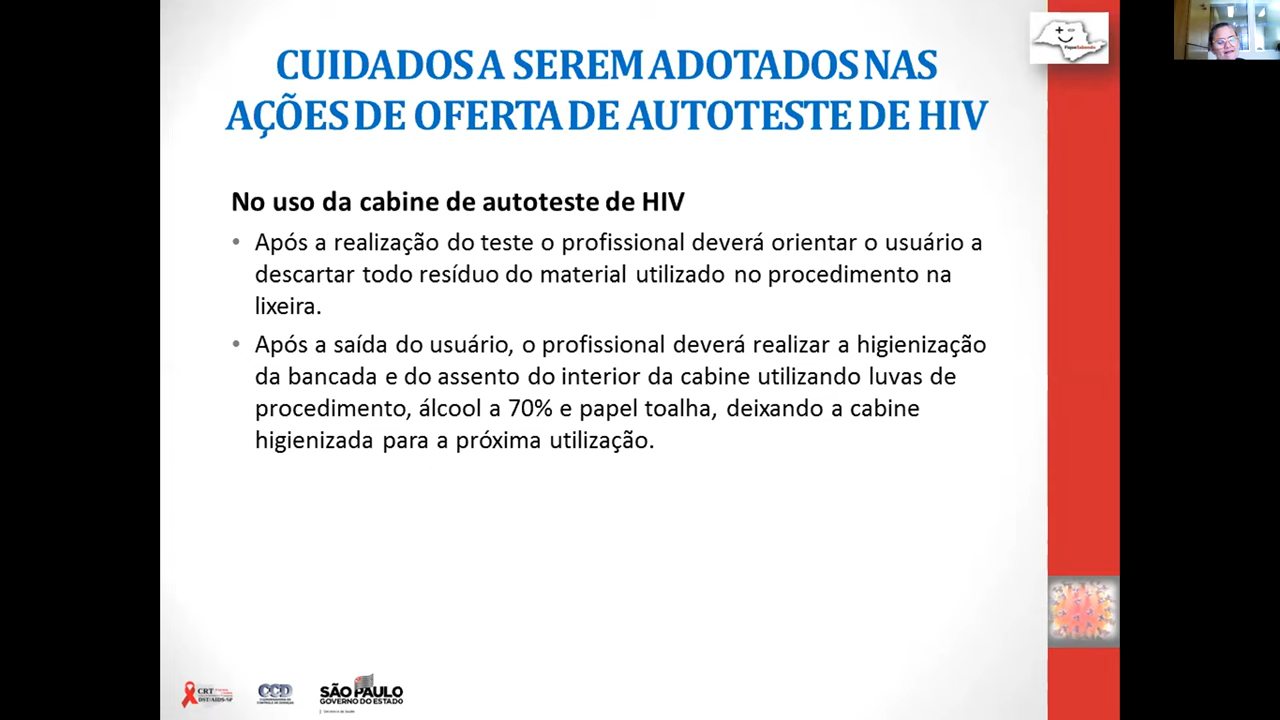 CUIDADOS A SEREM ADOTADOS NAS
AÇÕES DE OFERTA DE AUTOTESTE DE HIV
No uso da cabine de autoteste de HIV
• Após a realização do teste o profissional deverá orientar o usuário a
descartar todo resíduo do material utilizado no procedimento na
lixeira.
• Após a saída do usuário, o profissional deverá realizar a higienização
da bancada e do assento do interior da cabine utilizando luvas de
procedimento, álcool a 70% e papel toalha, deixando a cabine
higienizada para a próxima utilização.
CRT
DST/AIDS-SP
CCD
SÃO PAULO
GOVERNO DO ESTADO